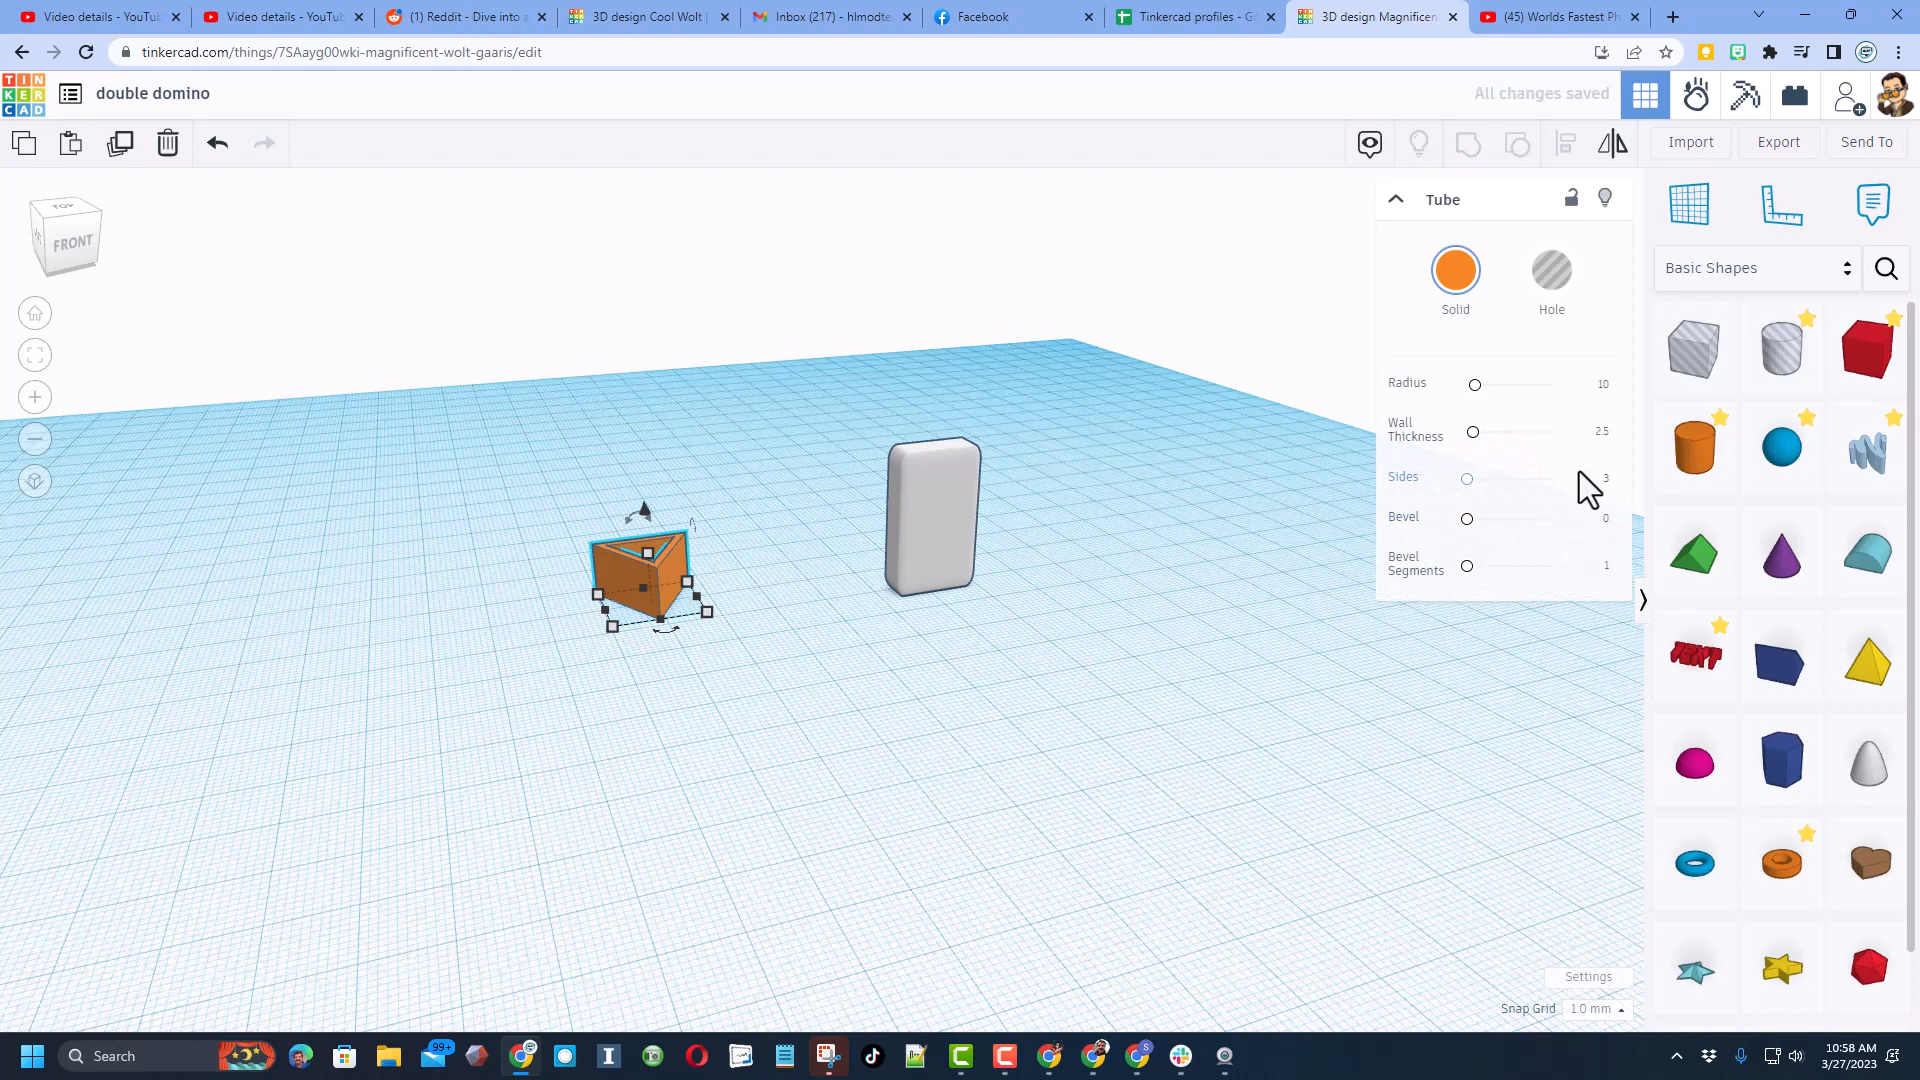 Video details - YouTub
Video details - YouTub
(1) Reddit - Dive into a
3D design Cool Wolt |
Inbox (217) - hlmodte
Facebook
Tinkercad profiles - Go
3D design Magnificen
(45) Worlds Fastest Ph
tinkercad.com/things/7SAayg00wki-magnificent-wolt-gaaris/edit
TIN
KER
CAD
double domino
All changes saved
Import
Export
Send To
TOP
FRONT
Tube
Solid
Hole
Radius
10
Wall
Thickness
2.5
Sides
3
Bevel
0
Bevel
Segments
1
Basic Shapes
TEXT
Settings
Snap Grid
1.0 mm
Search
99+
10:58 AM
3/27/2023